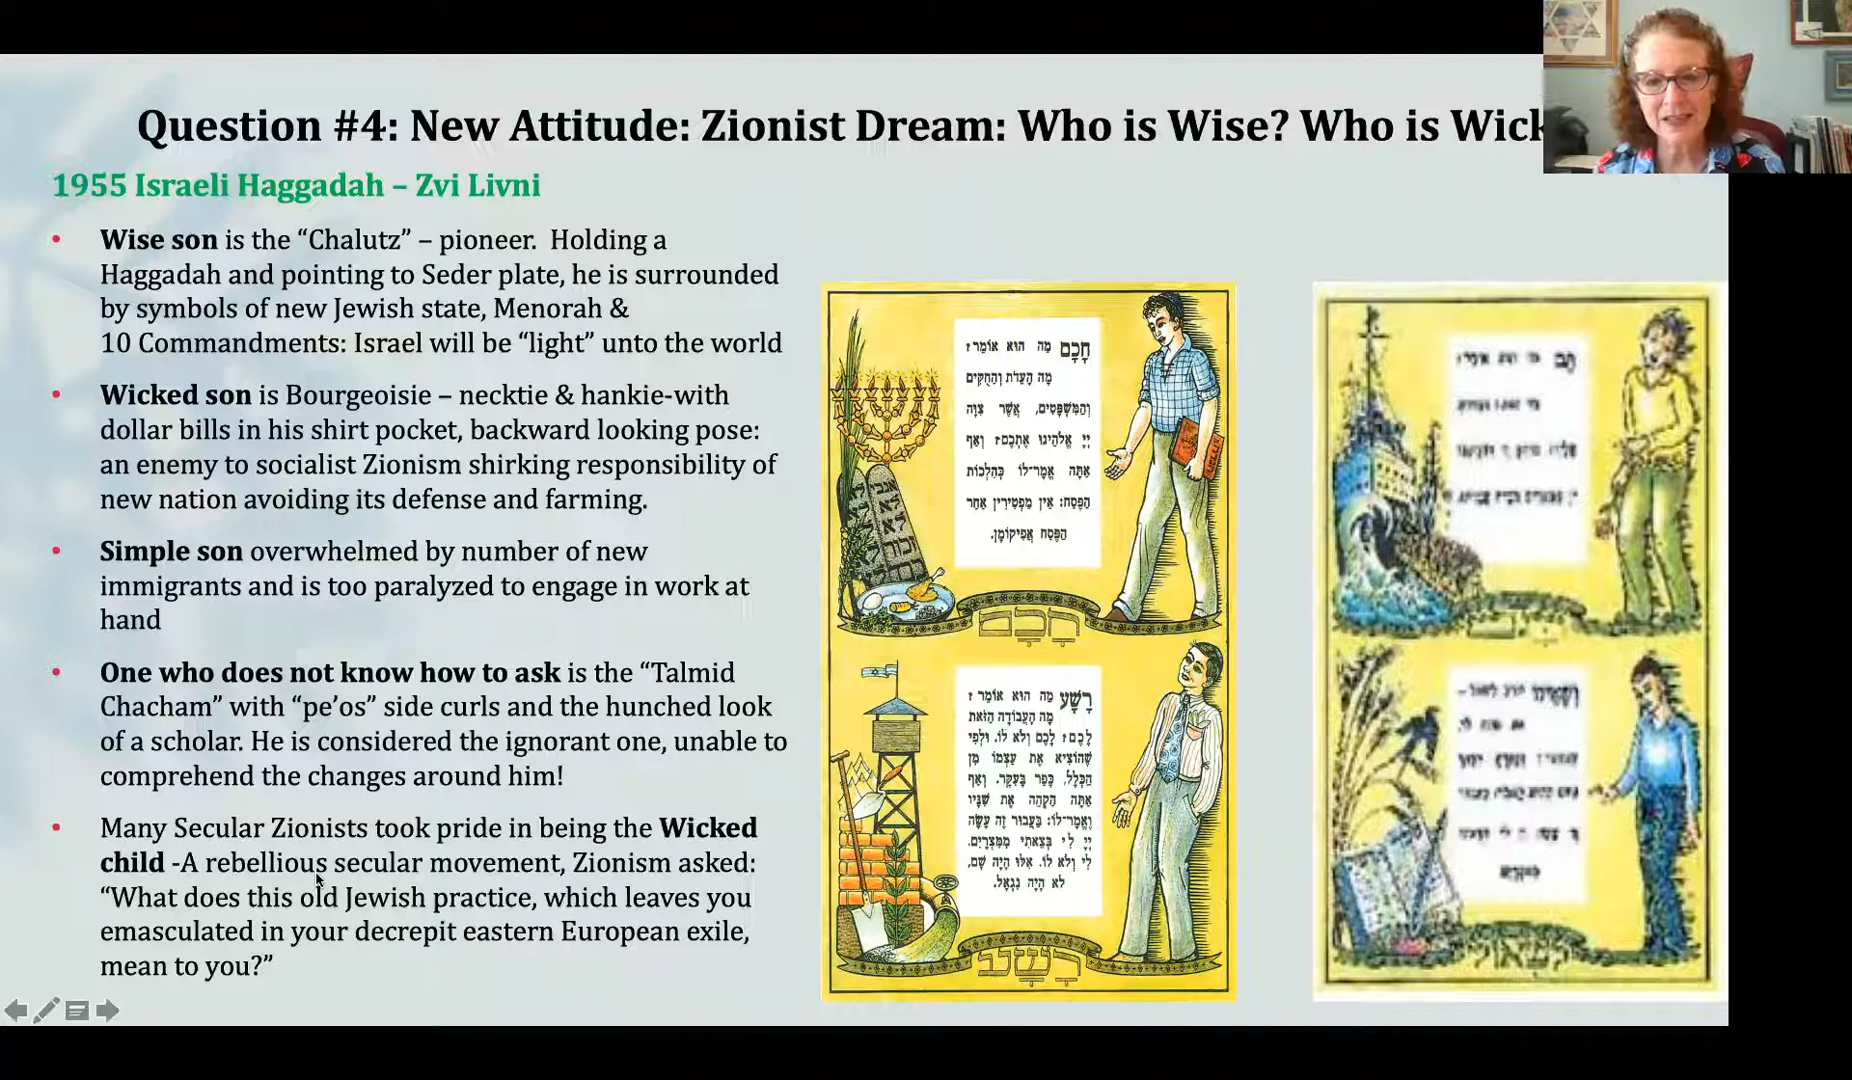 Question #4: New Attitude: Zionist Dream: Who is Wise? Who is Wick
1955 Israeli Haggadah – Zvi Livni
• Wise son is the “Chalutz” – pioneer. Holding a
Haggadah and pointing to Seder plate, he is surrounded
by symbols of new Jewish state, Menorah &
10 Commandments: Israel will be “light” unto the world
• Wicked son is Bourgeoisie – necktie & hankie-with
dollar bills in his shirt pocket, backward looking pose:
an enemy to socialist Zionism shirking responsibility of
new nation avoiding its defense and farming.
• Simple son overwhelmed by number of new
immigrants and is too paralyzed to engage in work at
hand
• One who does not know how to ask is the “Talmid
Chacham” with “pe’os” side curls and the hunched look
of a scholar. He is considered the ignorant one, unable to
comprehend the changes around him!
• Many Secular Zionists took pride in being the Wicked
child -A rebellious secular movement, Zionism asked:
“What does this old Jewish practice, which leaves you
emasculated in your decrepit eastern European exile,
mean to you?”
חָכָם מַה הוּא אוֹמֵר?
מָה הָעֵדֹת וְהַחֻקִּים
וְהַמִּשְׁפָּטִים, אֲשֶׁר צִוָּה
יְיָ אֱלֹהֵינוּ אֶתְכֶם? וְאַף
אַתָּה אֱמָר־לוֹ כְּהִלְכוֹת
הַפֶּסַח: אֵין מַפְטִירִין אַחַר
הַפֶּסַח אֲפִיקוֹמָן.
חָכָם
רָשָׁע מַה הוּא אוֹמֵר?
מָה הָעֲבוֹדָה הַזֹּאת
לָכֶם? לָכֶם וְלֹא לוֹ. וּלְפִי
שֶׁהוֹצִיא אֶת עַצְמוֹ מִן
הַכְּלָל, כָּפַר בָּעִקָּר. וְאַף
אַתָּה הַקְהֵה אֶת שִׁנָּיו
וֶאֱמָר־לוֹ: בַּעֲבוּר זֶה עָשָׂה
יְיָ לִי בְּצֵאתִי מִמִּצְרָיִם.
לִי וְלֹא לוֹ. אִלּוּ הָיָה שָׁם,
לֹא הָיָה נִגְאָל.
רָשָׁע
תם
לשאול